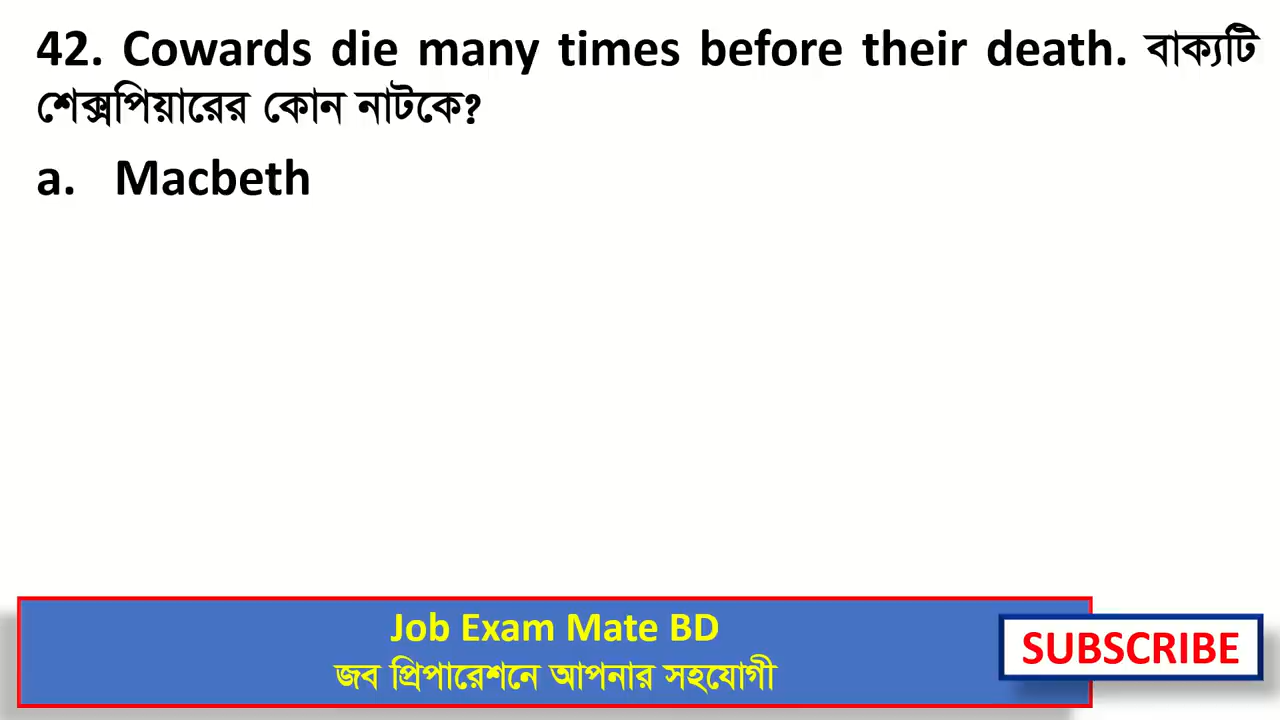 42. Cowards die many times before their death. বাক্যটি
শেক্সপিয়ারের কোন নাটকে?
a. Macbeth
Job Exam Mate BD
জব প্রিপারেশনে আপনার সহযোগী
SUBSCRIBE